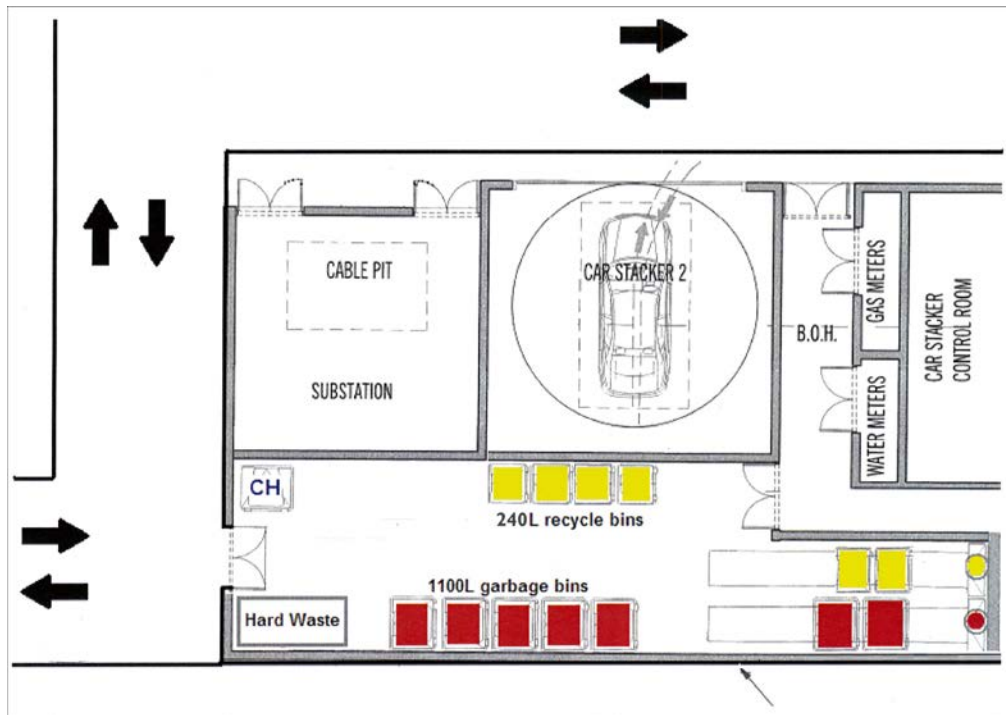 CABLE PIT
SUBSTATION
CAR STACKER 2
B.O.H.
GAS METERS
WATER METERS
CAR STACKER
CONTROL ROOM
CH
240L recycle bins
1100L garbage bins
Hard Waste